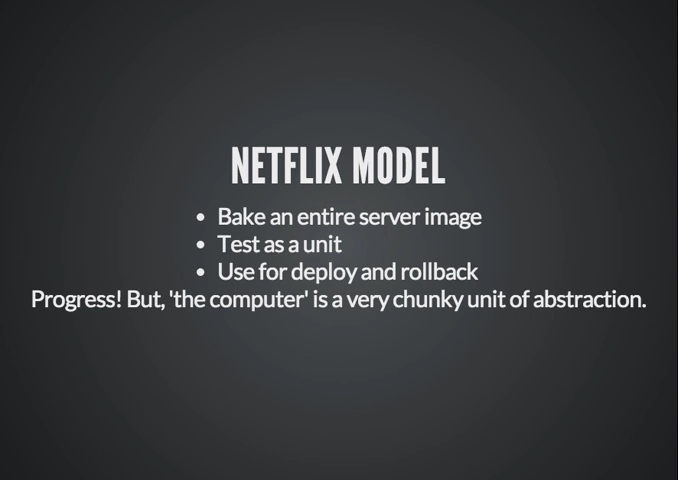 NETFLIX MODEL
• Bake an entire server image
• Test as a unit
• Use for deploy and rollback
Progress! But, 'the computer' is a very chunky unit of abstraction.